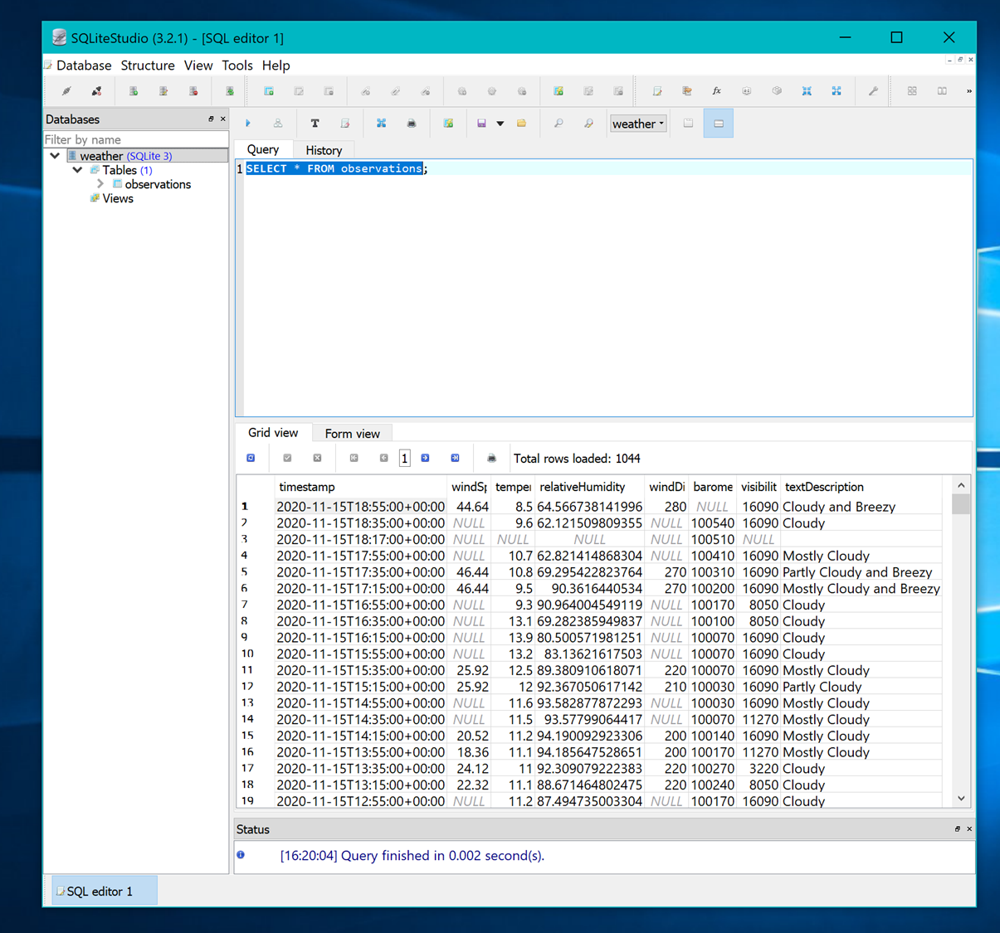 SQLiteStudio (3.2.1) - [SQL editor 1]
Database Structure View Tools Help
Databases
Filter by name
weather (SQLite 3)
Tables (1)
observations
Views
weather
Query History
1 SELECT * FROM observations;
Grid view Form view
1 Total rows loaded: 1044
timestamp windSp temper relativeHumidity windDi barome visibilit textDescription
1 2020-11-15T18:55:00+00:00 44.64 8.5 64.566738141996 280 NULL 16090 Cloudy and Breezy
2 2020-11-15T18:35:00+00:00 NULL 9.6 62.121509809355 NULL 100540 16090 Cloudy
3 2020-11-15T18:17:00+00:00 NULL NULL NULL NULL 100510 NULL
4 2020-11-15T17:55:00+00:00 NULL 10.7 62.821414868304 NULL 100410 16090 Mostly Cloudy
5 2020-11-15T17:35:00+00:00 46.44 10.8 69.295422823764 270 100310 16090 Partly Cloudy and Breezy
6 2020-11-15T17:15:00+00:00 46.44 9.5 90.3616440534 270 100200 16090 Mostly Cloudy and Breezy
7 2020-11-15T16:55:00+00:00 NULL 9.3 90.964004549119 NULL 100170 8050 Cloudy
8 2020-11-15T16:35:00+00:00 NULL 13.1 69.282385949837 NULL 100100 8050 Cloudy
9 2020-11-15T16:15:00+00:00 NULL 13.9 80.500571981251 NULL 100070 16090 Cloudy
10 2020-11-15T15:55:00+00:00 NULL 13.2 83.13621617503 NULL 100070 16090 Cloudy
11 2020-11-15T15:35:00+00:00 25.92 12.5 89.380910618071 220 100070 16090 Mostly Cloudy
12 2020-11-15T15:15:00+00:00 25.92 12 92.367050617142 210 100030 16090 Partly Cloudy
13 2020-11-15T14:55:00+00:00 NULL 11.6 93.582877872293 NULL 100030 16090 Mostly Cloudy
14 2020-11-15T14:35:00+00:00 NULL 11.5 93.57799064417 NULL 100070 11270 Mostly Cloudy
15 2020-11-15T14:15:00+00:00 20.52 11.2 94.190092923306 200 100140 16090 Mostly Cloudy
16 2020-11-15T13:55:00+00:00 18.36 11.1 94.185647528651 200 100170 11270 Mostly Cloudy
17 2020-11-15T13:35:00+00:00 24.12 11 92.309079222383 220 100270 3220 Cloudy
18 2020-11-15T13:15:00+00:00 22.32 11.1 88.671464802475 220 100240 8050 Cloudy
19 2020-11-15T12:55:00+00:00 NULL 11.2 87.494735003304 NULL 100170 16090 Cloudy
Status
[16:20:04] Query finished in 0.002 second(s).
SQL editor 1